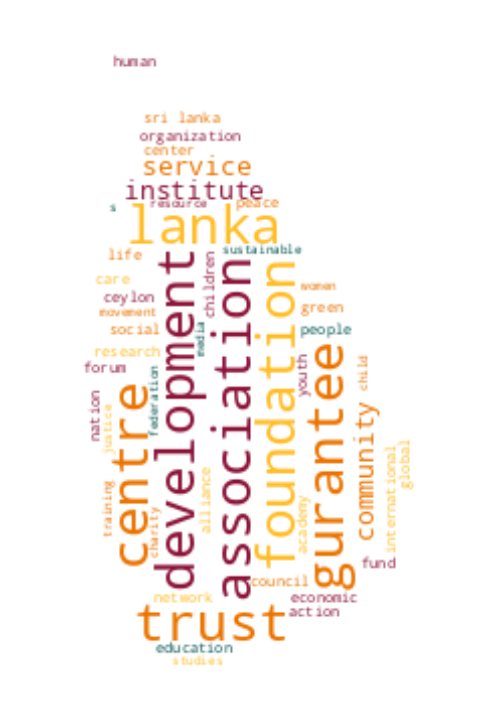 human
sri lanka
organization
center
service
institute
s
resource
peace
lanka
sustainable
life
development
association
foundation
children
care
women
ceylon
movement
green
social
media
people
research
forum
youth
child
federation
gurantee
centre
nation
justice
community
global
international
alliance
training
charity
academy
fund
council
network
economic
trust
action
education
studies